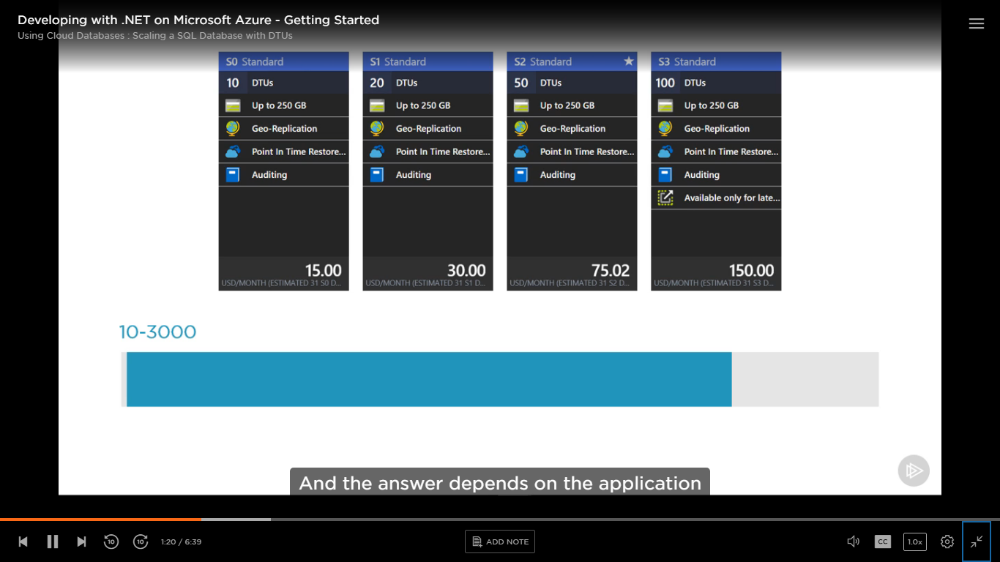 Developing with .NET on Microsoft Azure - Getting Started
Using Cloud Databases : Scaling a SQL Database with DTUs
S0 Standard
10 DTUs
Up to 250 GB
Geo-Replication
Point In Time Restore...
Auditing
15.00
USD/MONTH (ESTIMATED 31 S0 D...
S1 Standard
20 DTUs
Up to 250 GB
Geo-Replication
Point In Time Restore...
Auditing
30.00
USD/MONTH (ESTIMATED 31 S1 D...
S2 Standard
50 DTUs
Up to 250 GB
Geo-Replication
Point In Time Restore...
Auditing
75.02
USD/MONTH (ESTIMATED 31 S2 D...
S3 Standard
100 DTUs
Up to 250 GB
Geo-Replication
Point In Time Restore...
Auditing
Available only for late...
150.00
USD/MONTH (ESTIMATED 31 S3 D...
10-3000
And the answer depends on the application
10 10 1:20 / 6:39 ADD NOTE CC 1.0x